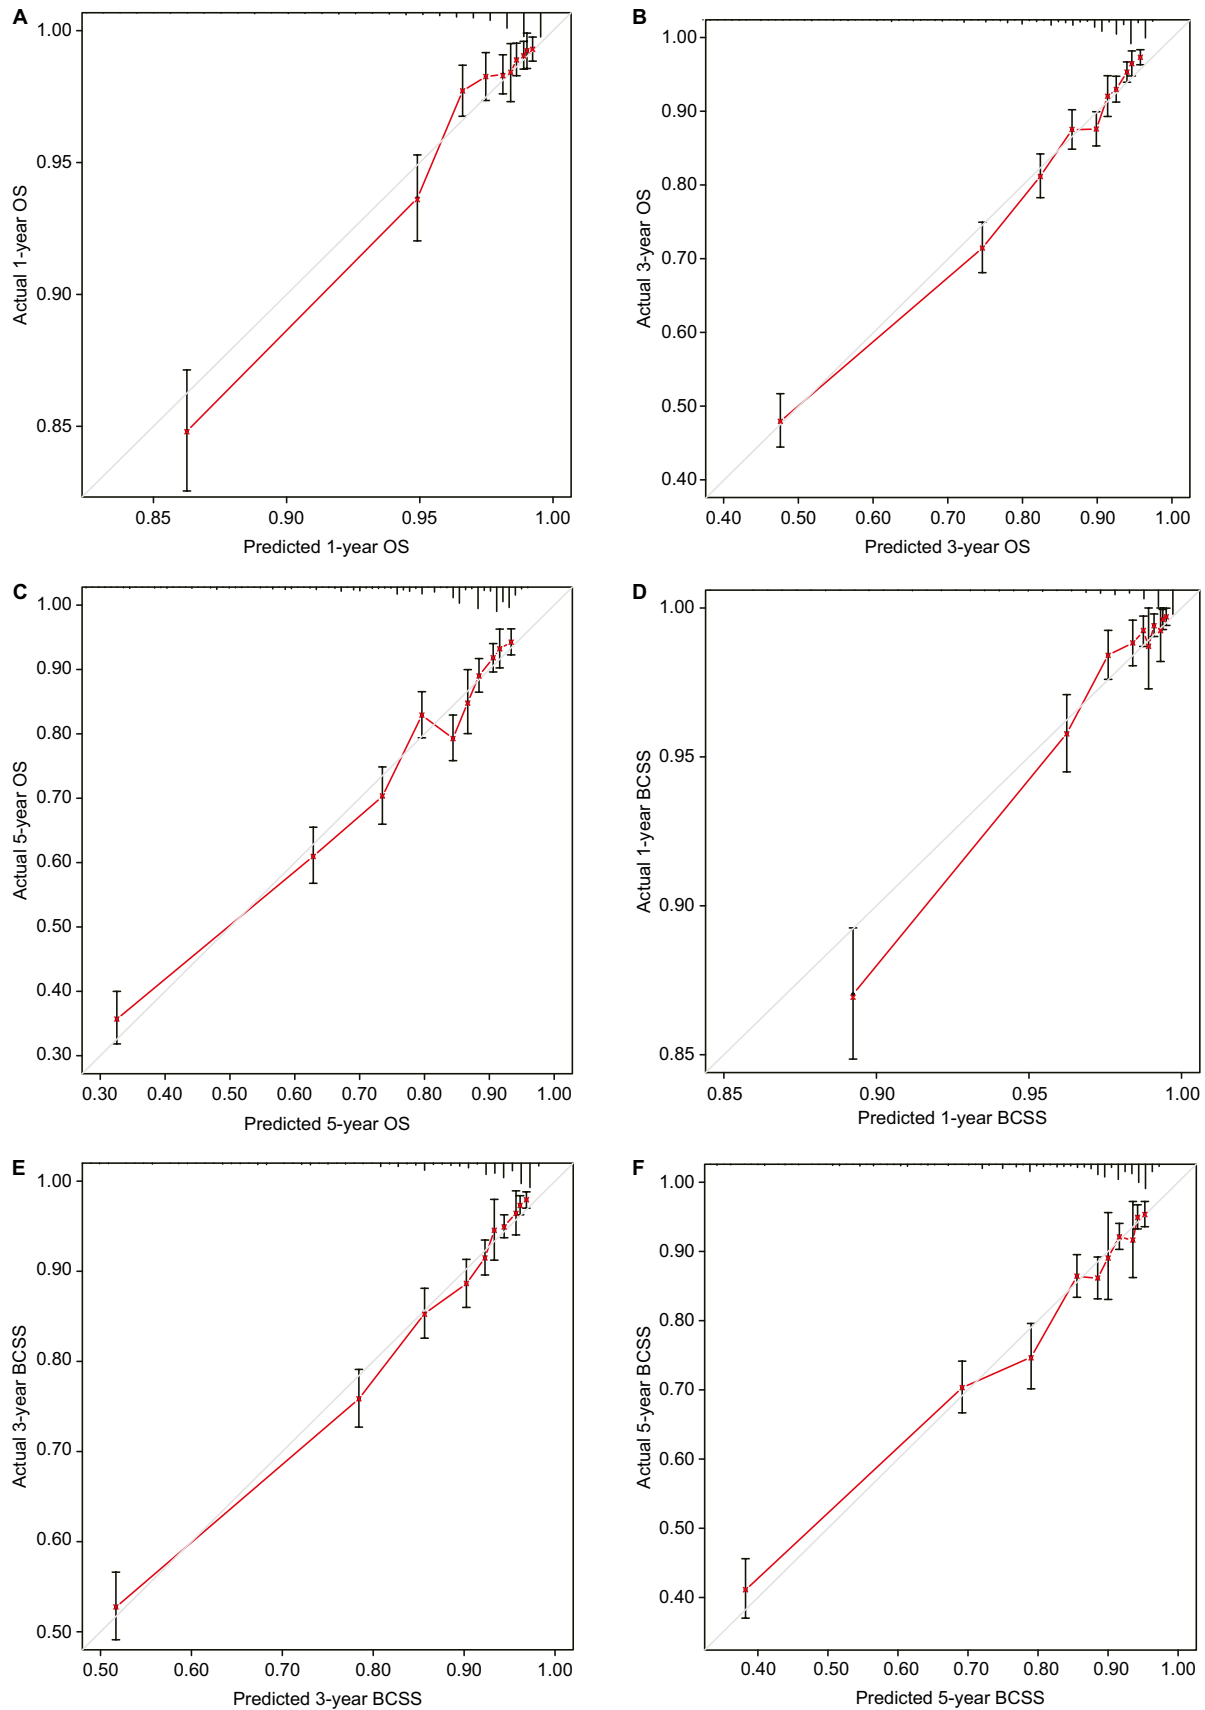 A
1.00
0.95
0.90
0.85
Actual 1-year OS
0.85 0.90 0.95 1.00
Predicted 1-year OS
B
1.00
0.90
0.80
0.70
0.60
0.50
0.40
Actual 3-year OS
0.40 0.50 0.60 0.70 0.80 0.90 1.00
Predicted 3-year OS
C
1.00
0.90
0.80
0.70
0.60
0.50
0.40
0.30
Actual 5-year OS
0.30 0.40 0.50 0.60 0.70 0.80 0.90 1.00
Predicted 5-year OS
D
1.00
0.95
0.90
0.85
Actual 1-year BCSS
0.85 0.90 0.95 1.00
Predicted 1-year BCSS
E
1.00
0.90
0.80
0.70
0.60
0.50
Actual 3-year BCSS
0.50 0.60 0.70 0.80 0.90 1.00
Predicted 3-year BCSS
F
1.00
0.90
0.80
0.70
0.60
0.50
0.40
Actual 5-year BCSS
0.40 0.50 0.60 0.70 0.80 0.90 1.00
Predicted 5-year BCSS